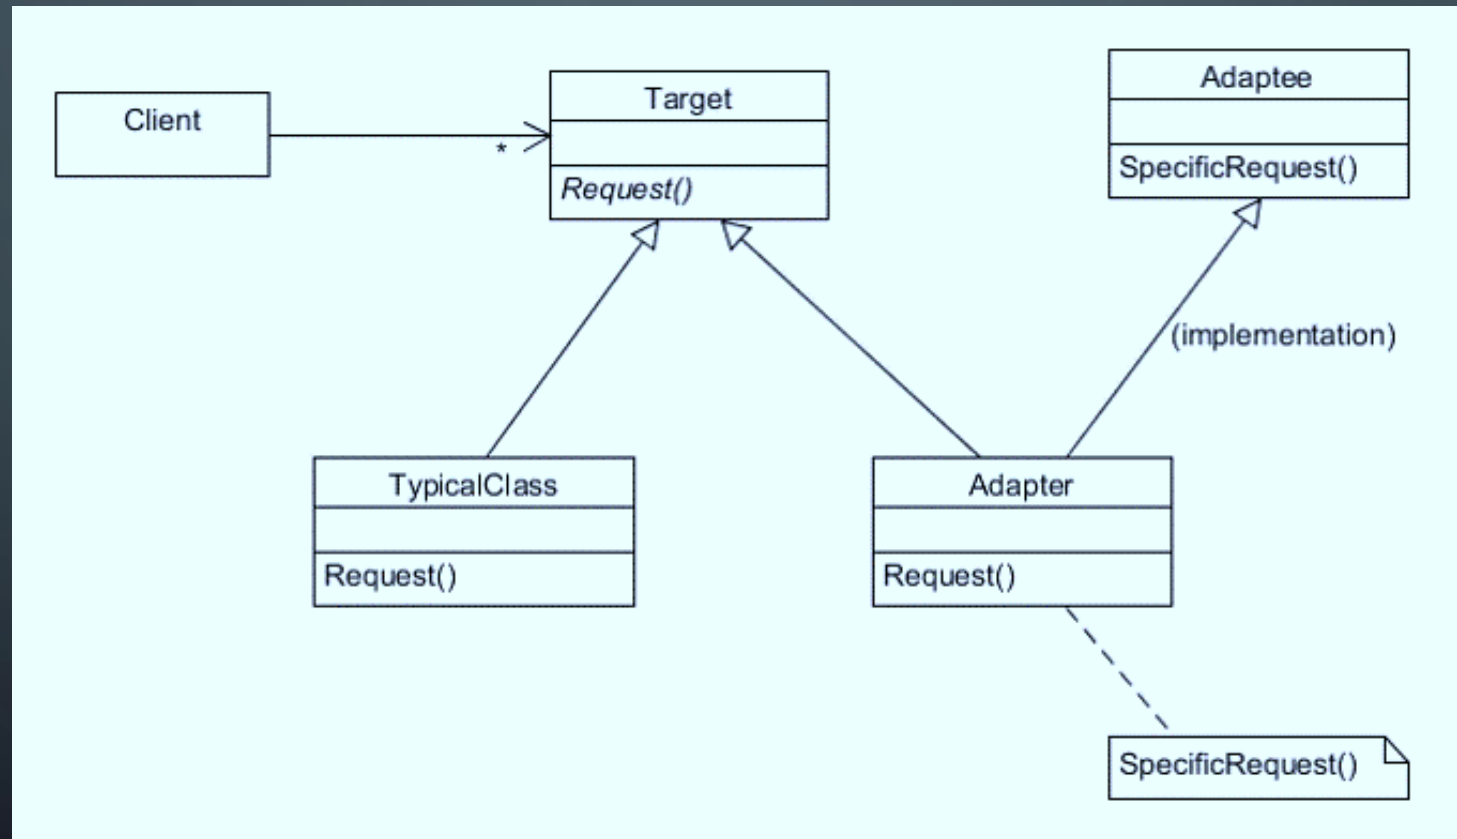 Client
*
Target
Request()
Adaptee
SpecificRequest()
(implementation)
TypicalClass
Request()
Adapter
Request()
SpecificRequest()